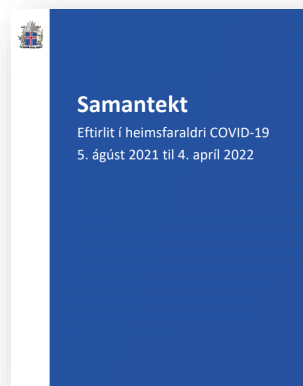 Samantekt
Eftirlit í heimsfaraldri COVID-19
5. ágúst 2021 til 4. apríl 2022